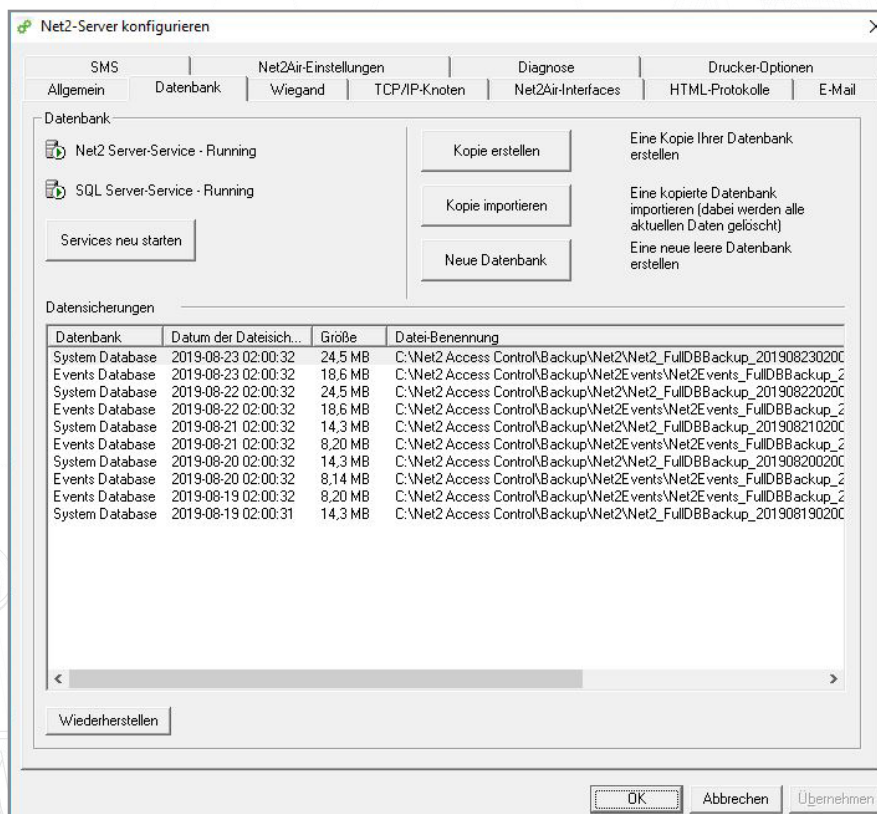 Net2-Server konfigurieren
SMS Net2Air-Einstellungen Diagnose Drucker-Optionen
Allgemein Datenbank Wiegand TCP/IP-Knoten Net2Air-Interfaces HTML-Protokolle E-Mail
Datenbank
Net2 Server-Service - Running
SQL Server-Service - Running
Services neu starten
Kopie erstellen
Eine Kopie Ihrer Datenbank
erstellen
Kopie importieren
Eine kopierte Datenbank
importieren (dabei werden alle
aktuellen Daten gelöscht)
Neue Datenbank
Eine neue leere Datenbank
erstellen
Datensicherungen
Datenbank Datum der Dateisich... Größe Datei-Benennung
System Database 2019-08-23 02:00:32 24,5 MB C:\Net2 Access Control\Backup\Net2\Net2_FullDBBackup_201908230200
Events Database 2019-08-23 02:00:32 18,6 MB C:\Net2 Access Control\Backup\Net2Events\Net2Events_FullDBBackup_2
System Database 2019-08-22 02:00:32 24,5 MB C:\Net2 Access Control\Backup\Net2\Net2_FullDBBackup_201908220200
Events Database 2019-08-22 02:00:32 18,6 MB C:\Net2 Access Control\Backup\Net2Events\Net2Events_FullDBBackup_2
System Database 2019-08-21 02:00:32 14,3 MB C:\Net2 Access Control\Backup\Net2\Net2_FullDBBackup_201908210200
Events Database 2019-08-21 02:00:32 8,20 MB C:\Net2 Access Control\Backup\Net2Events\Net2Events_FullDBBackup_2
System Database 2019-08-20 02:00:32 14,3 MB C:\Net2 Access Control\Backup\Net2\Net2_FullDBBackup_201908200200
Events Database 2019-08-20 02:00:32 8,14 MB C:\Net2 Access Control\Backup\Net2Events\Net2Events_FullDBBackup_2
Events Database 2019-08-19 02:00:32 8,20 MB C:\Net2 Access Control\Backup\Net2Events\Net2Events_FullDBBackup_2
System Database 2019-08-19 02:00:31 14,3 MB C:\Net2 Access Control\Backup\Net2\Net2_FullDBBackup_201908190200
Wiederherstellen
OK Abbrechen Übernehmen